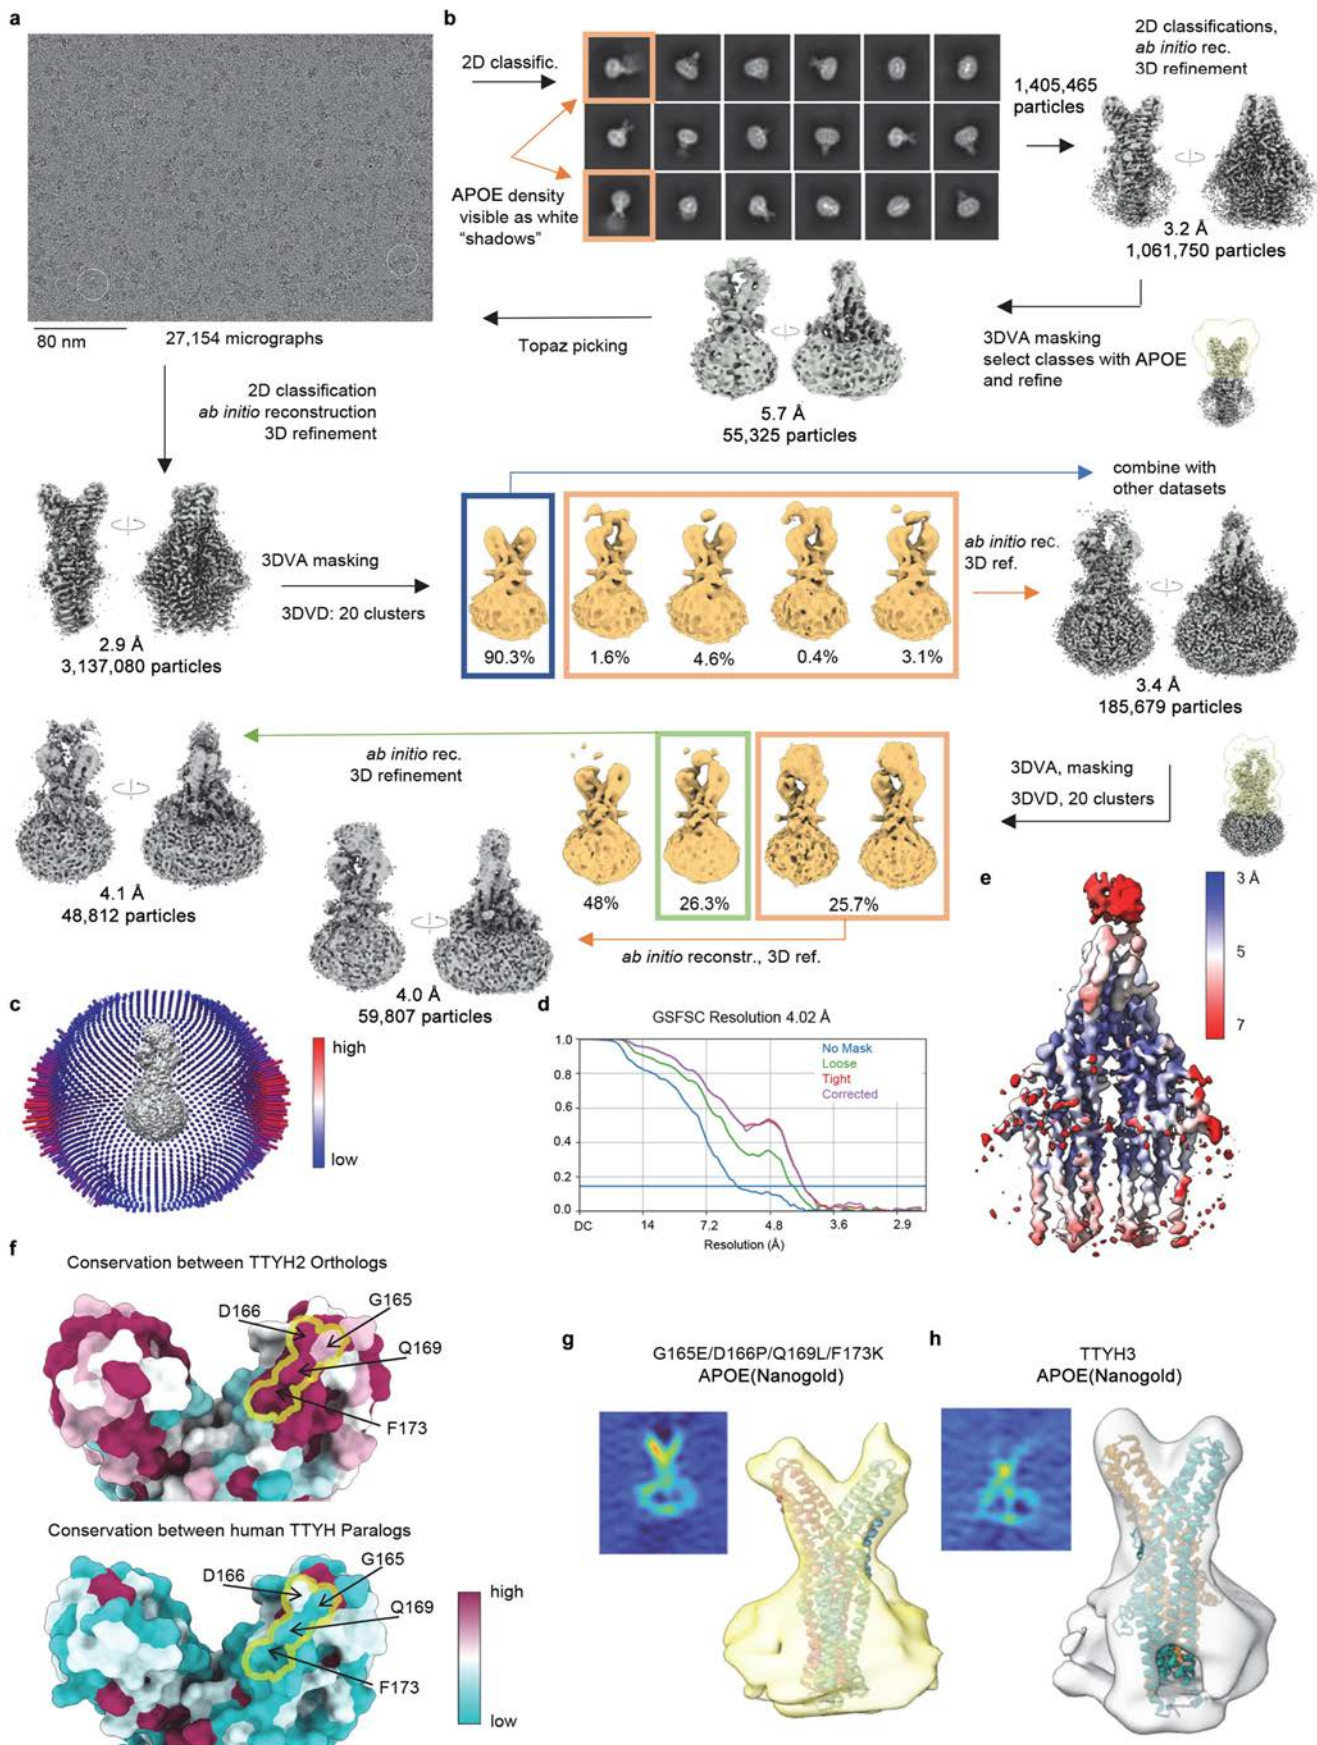 a
80 nm
27,154 micrographs
2D classification
ab initio reconstruction
3D refinement
2.9 Å
3,137,080 particles
b
2D classific.
APOE density
visible as white
“shadows”
1,405,465
particles
2D classifications,
ab initio rec.
3D refinement
3.2 Å
1,061,750 particles
3DVA masking
select classes with APOE
and refine
5.7 Å
55,325 particles
Topaz picking
3DVA masking
3DVD: 20 clusters
90.3%
1.6%
4.6%
0.4%
3.1%
combine with
other datasets
ab initio rec.
3D ref.
3.4 Å
185,679 particles
3DVA, masking
3DVD, 20 clusters
48%
26.3%
25.7%
ab initio rec.
3D refinement
4.1 Å
48,812 particles
ab initio reconstr., 3D ref.
4.0 Å
59,807 particles
c
high
low
d
GSFSC Resolution 4.02 Å
No Mask
Loose
Tight
Corrected
1.0
0.8
0.6
0.4
0.2
0.0
DC
14
7.2
4.8
3.6
2.9
Resolution (Å)
e
3 Å
5
7
f
Conservation between TTYH2 Orthologs
D166
G165
Q169
F173
Conservation between human TTYH Paralogs
D166
G165
Q169
F173
high
low
g
G165E/D166P/Q169L/F173K
APOE(Nanogold)
h
TTYH3
APOE(Nanogold)